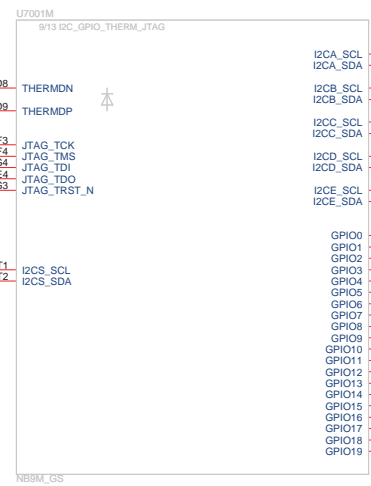 U7001M
9/13 I2C_GPIO_THERM_JTAG
I2CA_SCL
I2CA_SDA
THERMDN
I2CB_SCL
I2CB_SDA
THERMDP
I2CC_SCL
I2CC_SDA
JTAG_TCK
JTAG_TMS
JTAG_TDI
JTAG_TDO
JTAG_TRST_N
I2CD_SCL
I2CD_SDA
I2CE_SCL
I2CE_SDA
I2CS_SCL
I2CS_SDA
GPIO0
GPIO1
GPIO2
GPIO3
GPIO4
GPIO5
GPIO6
GPIO7
GPIO8
GPIO9
GPIO10
GPIO11
GPIO12
GPIO13
GPIO14
GPIO15
GPIO16
GPIO17
GPIO18
GPIO19
NB9M_GS